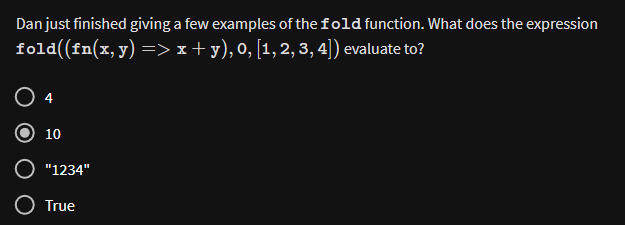 Dan just finished giving a few examples of the fold function. What does the expression
fold((fn(x, y) => x + y), 0, [1, 2, 3, 4]) evaluate to?
4
10
"1234"
True